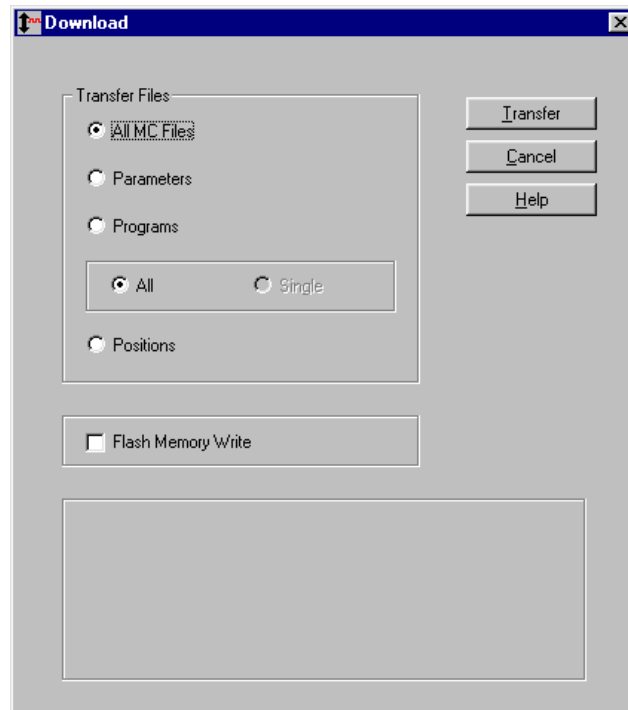 Download
Transfer Files
All MC Files
Parameters
Programs
All Single
Positions
Flash Memory Write
Transfer
Cancel
Help